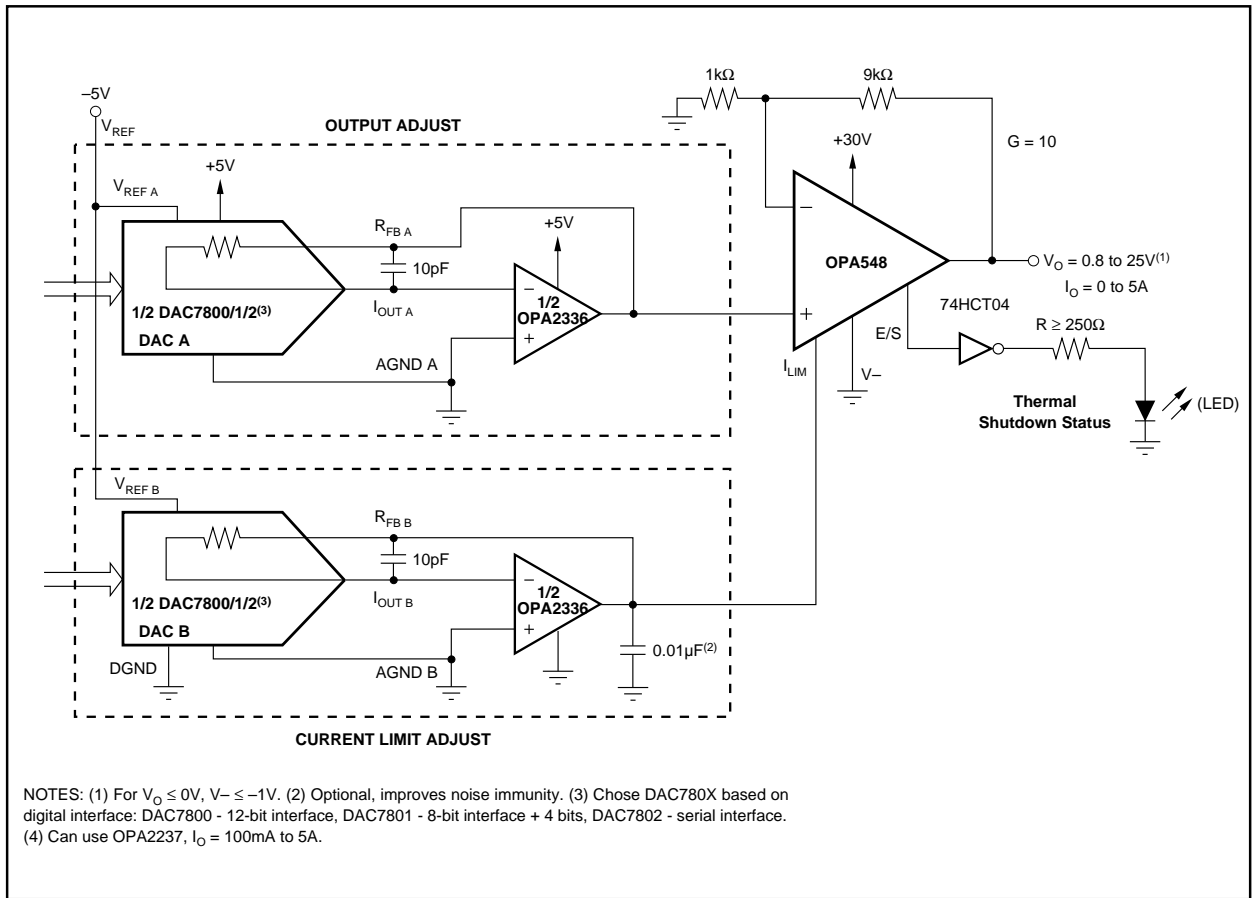 –5V
VREF
OUTPUT ADJUST
VREF A
+5V
RFB A
10pF
+5V
1/2 DAC7800/1/2(3)
DAC A
IOUT A
–
1/2
OPA2336
+
AGND A
1kΩ
9kΩ
+30V
G = 10
–
OPA548
+
VO = 0.8 to 25V(1)
IO = 0 to 5A
74HCT04
E/S
R ≥ 250Ω
ILIM
V–
Thermal
Shutdown Status
(LED)
VREF B
RFB B
10pF
1/2 DAC7800/1/2(3)
DAC B
IOUT B
–
1/2
OPA2336
+
DGND
AGND B
0.01µF(2)
CURRENT LIMIT ADJUST
NOTES: (1) For VO ≤ 0V, V– ≤ –1V. (2) Optional, improves noise immunity. (3) Chose DAC780X based on
digital interface: DAC7800 - 12-bit interface, DAC7801 - 8-bit interface + 4 bits, DAC7802 - serial interface.
(4) Can use OPA2237, IO = 100mA to 5A.